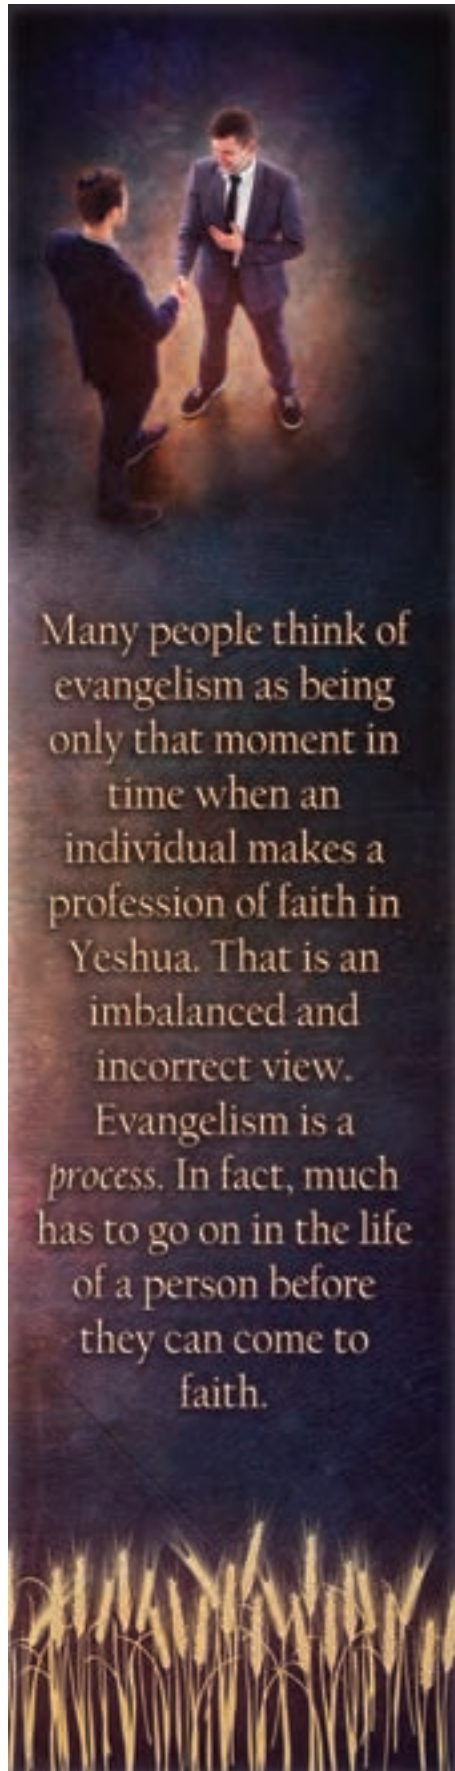 Many people think of
evangelism as being
only that moment in
time when an
individual makes a
profession of faith in
Yeshua. That is an
imbalanced and
incorrect view.
Evangelism is a
process. In fact, much
has to go on in the life
of a person before
they can come to
faith.